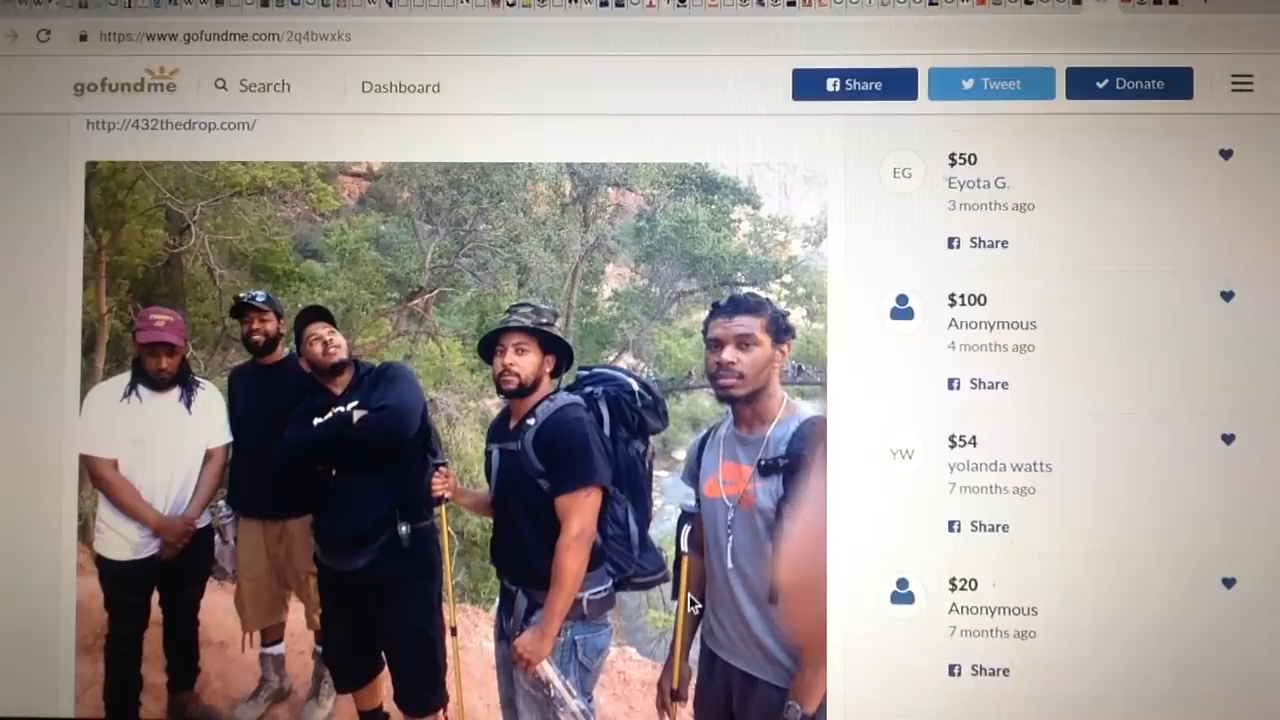 https://www.gofundme.com/2q4bwxks
gofundme
Search
Dashboard
Share
Tweet
Donate
http://432thedrop.com/
EG
$50
Eyota G.
3 months ago
Share
$100
Anonymous
4 months ago
Share
YW
$54
yolanda watts
7 months ago
Share
$20
Anonymous
7 months ago
Share